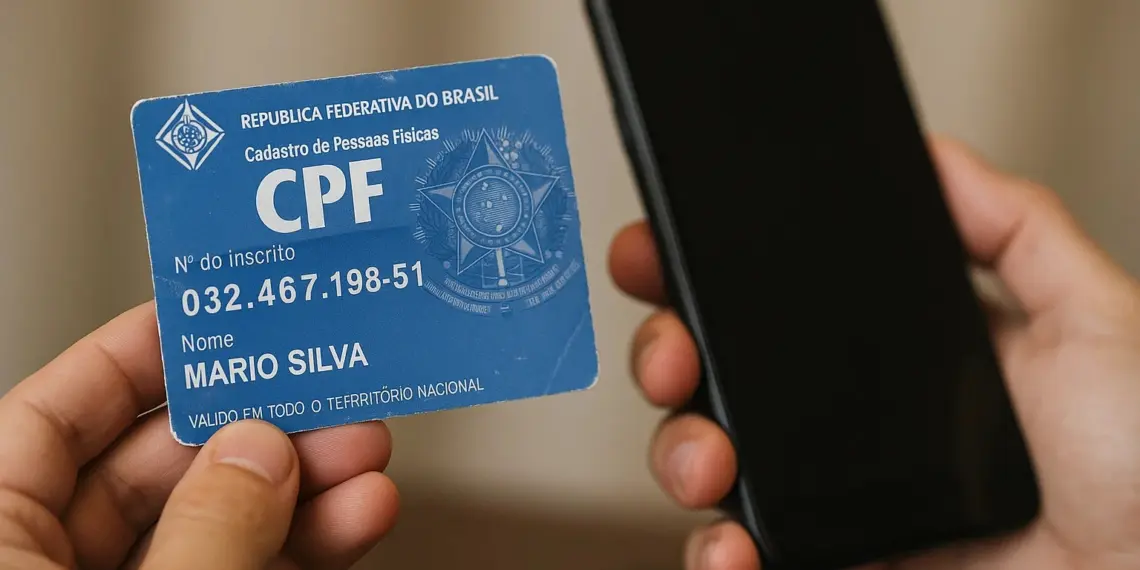 REPUBLICA FEDERATIVA DO BRASIL
Cadastro de Pessaas Fisicas
CPF
Nº do inscrito
032.467.198-51
Nome
MARIO SILVA
VALIDO EM TODO O TEFRRITÓRIO NACIONAL